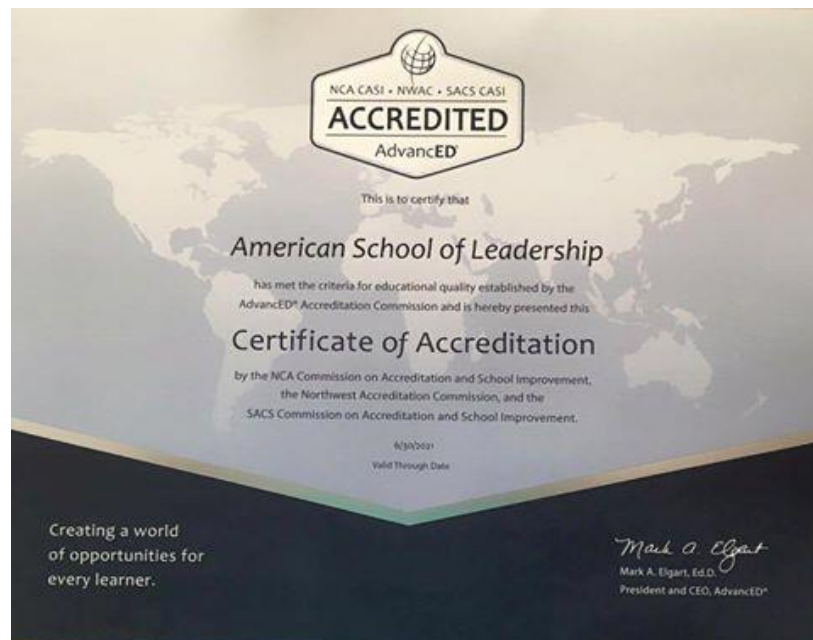 NCA CASI • NWAC • SACS CASI
ACCREDITED
AdvancED®
This is to certify that
American School of Leadership
has met the criteria for educational quality established by the
AdvancED® Accreditation Commission and is hereby presented this
Certificate of Accreditation
by the NCA Commission on Accreditation and School Improvement,
the Northwest Accreditation Commission, and the
SACS Commission on Accreditation and School Improvement.
6/30/2021
Valid Through Date
Creating a world
of opportunities for
every learner.
Mark A. Elgart
Mark A. Elgart, Ed.D.
President and CEO, AdvancED®